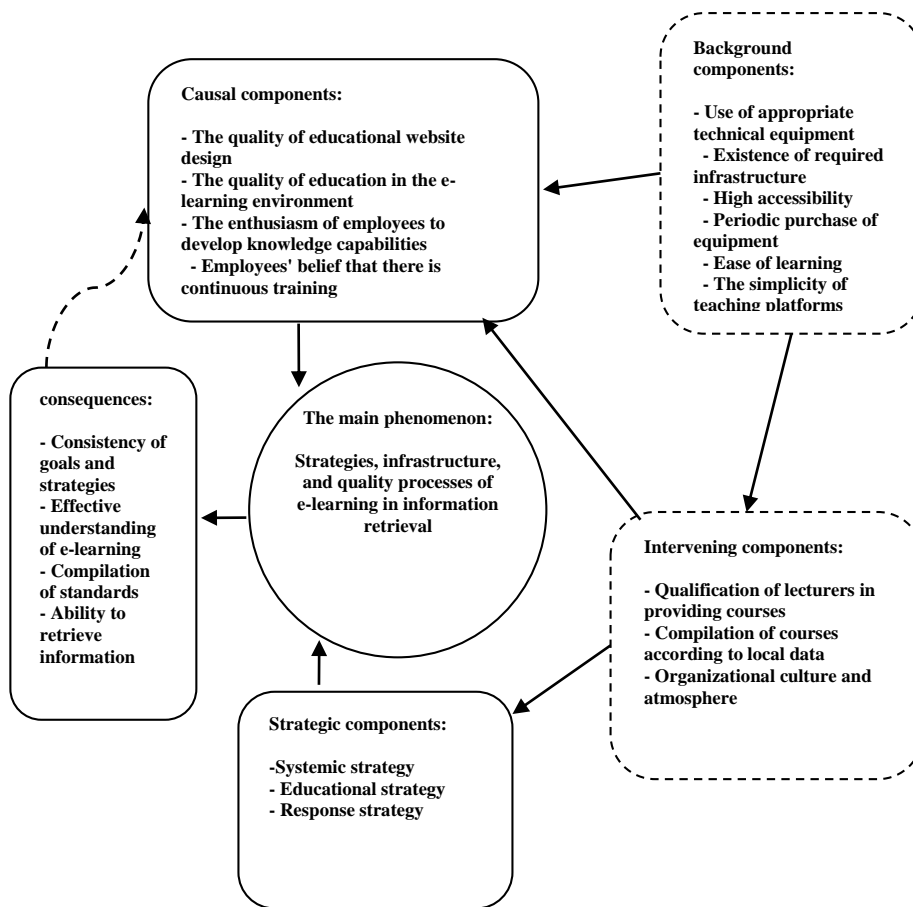 Background
components:
- Use of appropriate
technical equipment
- Existence of required
infrastructure
- High accessibility
- Periodic purchase of
equipment
- Ease of learning
- The simplicity of
teaching platforms
Causal components:
- The quality of educational website
design
- The quality of education in the e-
learning environment
- The enthusiasm of employees to
develop knowledge capabilities
- Employees' belief that there is
continuous training
consequences:
- Consistency of
goals and
strategies
- Effective
understanding
of e-learning
- Compilation
of standards
- Ability to
retrieve
information
The main phenomenon:
Strategies, infrastructure,
and quality processes of
e-learning in information
retrieval
Intervening components:
- Qualification of lecturers in
providing courses
- Compilation of courses
according to local data
- Organizational culture and
atmosphere
Strategic components:
-Systemic strategy
- Educational strategy
- Response strategy